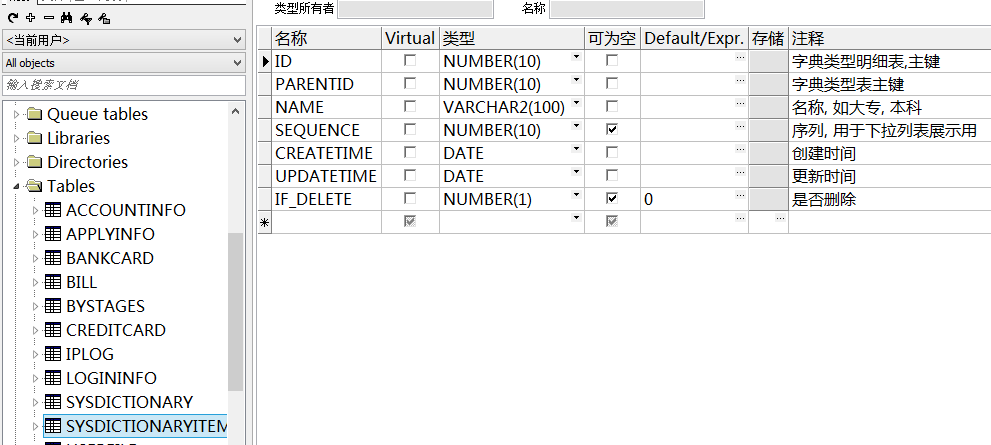 类型所有者
名称
<当前用户>
All objects
输入搜索文档
Queue tables
Libraries
Directories
Tables
ACCOUNTINFO
APPLYINFO
BANKCARD
BILL
BYSTAGES
CREDITCARD
IPLOG
LOGININFO
SYSDICTIONARY
SYSDICTIONARYITEM
名称 Virtual 类型 可为空 Default/Expr. 存储 注释
ID NUMBER(10) ... 字典类型明细表,主键
PARENTID NUMBER(10) ... 字典类型表主键
NAME VARCHAR2(100) ... 名称, 如大专, 本科
SEQUENCE NUMBER(10) ... 序列, 用于下拉列表展示用
CREATETIME DATE ... 创建时间
UPDATETIME DATE ... 更新时间
IF_DELETE NUMBER(1) 0 ... 是否删除
* ... ...